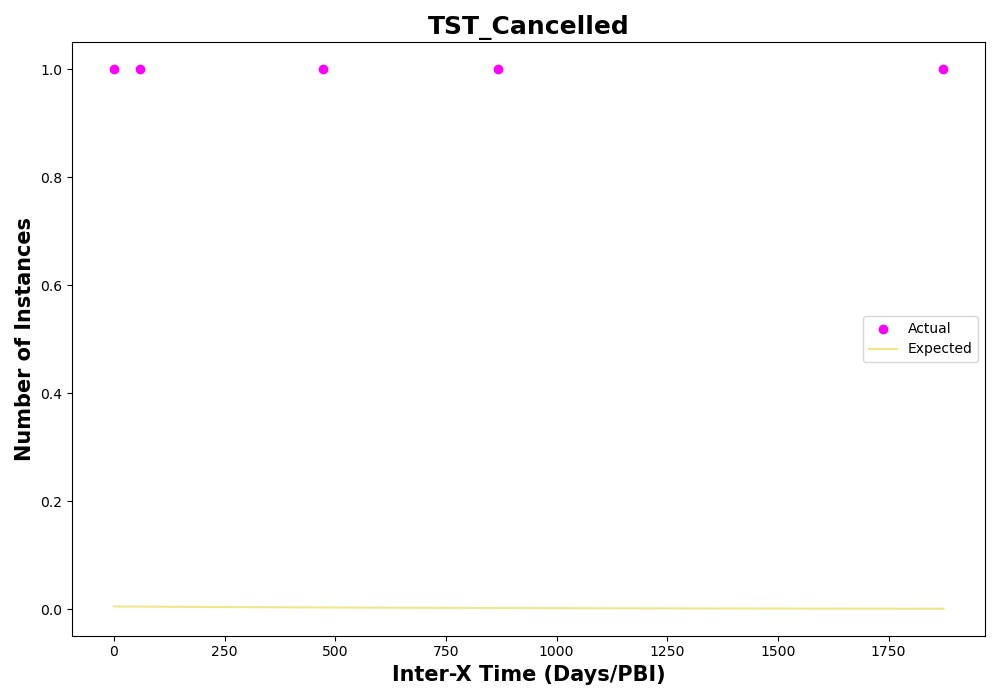 TST_Cancelled
1.0
0.8
0.6
0.4
0.2
0.0
Number of Instances
Actual
Expected
0 250 500 750 1000 1250 1500 1750
Inter-X Time (Days/PBI)